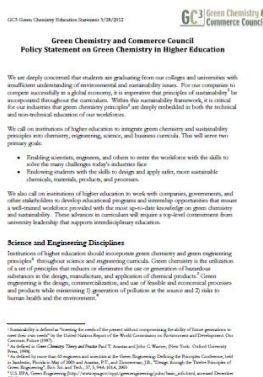 GC3 Green Chemistry Education Statement 5/28/2012
GC3 Green Chemistry &
Commerce Council
Green Chemistry and Commerce Council
Policy Statement on Green Chemistry in Higher Education
We are deeply concerned that students are graduating from our colleges and universities with
insufficient understanding of environmental and sustainability issues. For our companies to
compete successfully in a global economy, it is imperative that principles of sustainability¹ be
incorporated throughout the curriculum. Within this sustainability framework, it is critical
for our industries that green chemistry principles² are deeply embedded in both the technical
and non-technical education of our workforces.
We call on institutions of higher education to integrate green chemistry and sustainability
principles into chemistry, engineering, science, and business curricula. This will serve two
primary goals:
• Enabling scientists, engineers, and others to enter the workforce with the skills to
solve the many challenges today's industries face
• Endowing students with the skills to design and apply safer, more sustainable
chemicals, materials, products, and processes.
We also call on institutions of higher education to work with companies, governments, and
other stakeholders to develop educational programs and internship opportunities that ensure
a well-trained workforce provided with the most up-to-date knowledge on green chemistry
and sustainability. These advances in curricula will require a top-level commitment from
university leadership that supports interdisciplinary education.
Science and Engineering Disciplines
Institutions of higher education should incorporate green chemistry and green engineering
principles³ throughout science and engineering curricula. Green chemistry is the utilization
of a set of principles that reduces or eliminates the use or generation of hazardous
substances in the design, manufacture, and application of chemical products. Green
engineering is the design, commercialization, and use of feasible and economical processes
and products while minimizing 1) generation of pollution at the source and 2) risks to
human health and the environment.